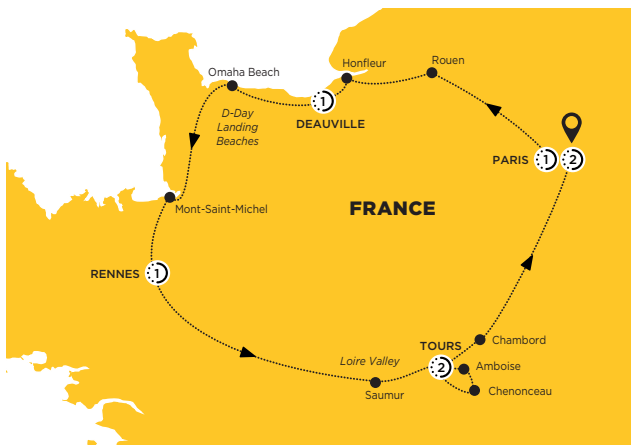 Omaha Beach
Honfleur
Rouen
1
DEAUVILLE
D-Day
Landing
Beaches
PARIS
1
2
Mont-Saint-Michel
FRANCE
RENNES
1
TOURS
2
Chambord
Loire Valley
Amboise
Saumur
Chenonceau